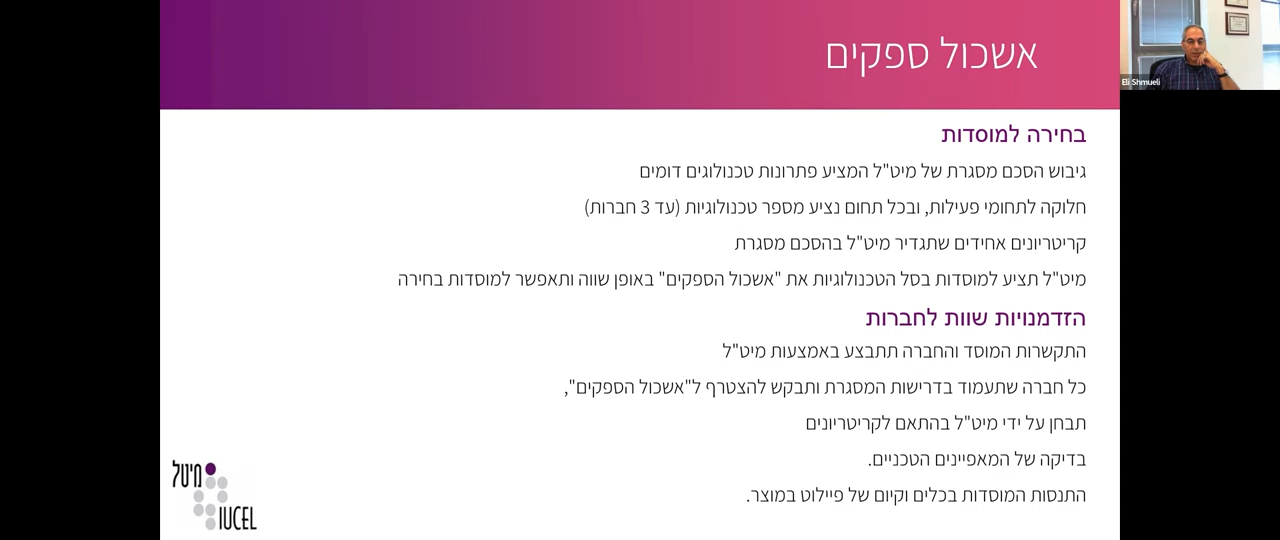 אשכול ספקים
Eli Shmueli
בחירה למוסדות
גיבוש הסכם מסגרת של מיט"ל המציע פתרונות טכנולוגים דומים
חלוקה לתחומי פעילות, ובכל תחום נציע מספר טכנולוגיות (עד 3 חברות)
קריטריונים אחידים שתגדיר מיט"ל בהסכם מסגרת
מיט"ל תציע למוסדות בסל הטכנולוגיות את "אשכול הספקים" באופן שווה ותאפשר למוסדות בחירה
הזדמנויות שוות לחברות
התקשרות המוסד והחברה תתבצע באמצעות מיט"ל
כל חברה שתעמוד בדרישות המסגרת ותבקש להצטרף ל"אשכול הספקים",
תבחן על ידי מיט"ל בהתאם לקריטריונים
בדיקה של המאפיינים הטכניים.
התנסות המוסדות בכלים וקיום של פיילוט במוצר.
מיטל
IUCEL